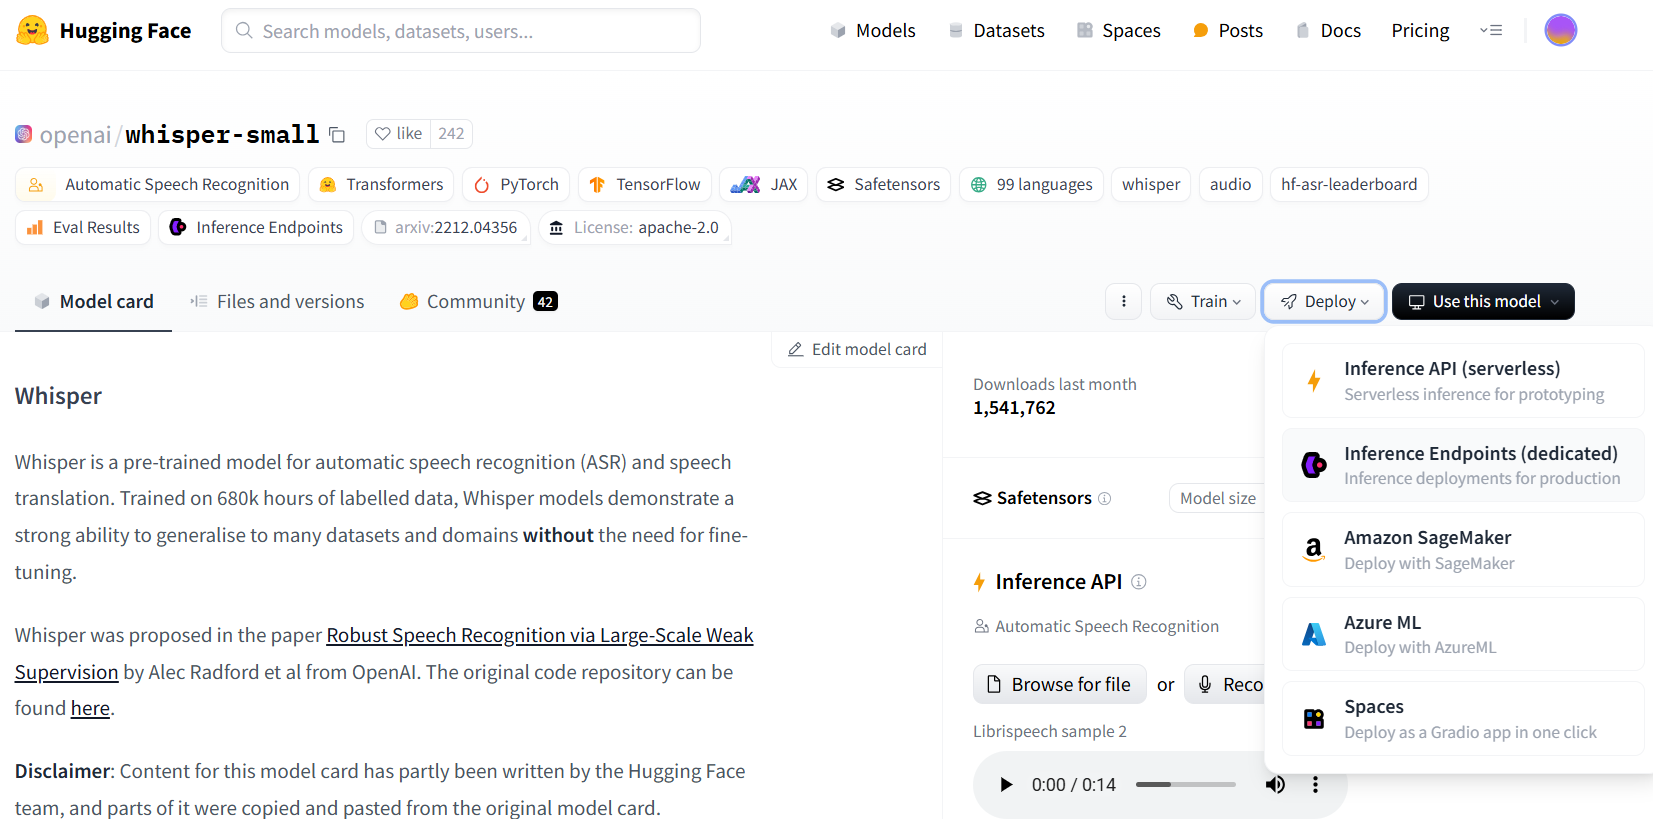 Hugging Face
Search models, datasets, users...
Models
Datasets
Spaces
Posts
Docs
Pricing
openai/whisper-small
like 242
Automatic Speech Recognition
Transformers
PyTorch
TensorFlow
JAX
Safetensors
99 languages
whisper
audio
hf-asr-leaderboard
Eval Results
Inference Endpoints
arxiv:2212.04356
License: apache-2.0
Model card
Files and versions
Community 42
Train
Deploy
Use this model
Edit model card
Whisper
Whisper is a pre-trained model for automatic speech recognition (ASR) and speech
translation. Trained on 680k hours of labelled data, Whisper models demonstrate a
strong ability to generalise to many datasets and domains without the need for fine-
tuning.
Whisper was proposed in the paper Robust Speech Recognition via Large-Scale Weak
Supervision by Alec Radford et al from OpenAI. The original code repository can be
found here.
Disclaimer: Content for this model card has partly been written by the Hugging Face
team, and parts of it were copied and pasted from the original model card.
Downloads last month
1,541,762
Safetensors
Model size
Inference API
Automatic Speech Recognition
Browse for file or Reco
Librispeech sample 2
0:00 / 0:14
Inference API (serverless)
Serverless inference for prototyping
Inference Endpoints (dedicated)
Inference deployments for production
a
Amazon SageMaker
Deploy with SageMaker
Azure ML
Deploy with AzureML
Spaces
Deploy as a Gradio app in one click